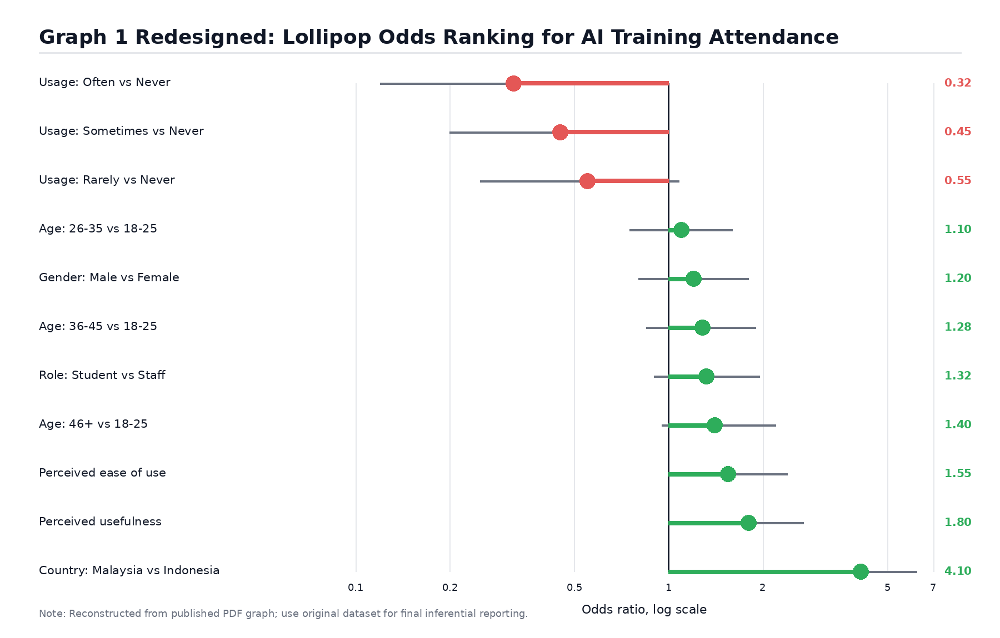 Graph 1 Redesigned: Lollipop Odds Ranking for AI Training Attendance
Usage: Often vs Never 0.32
Usage: Sometimes vs Never 0.45
Usage: Rarely vs Never 0.55
Age: 26-35 vs 18-25 1.10
Gender: Male vs Female 1.20
Age: 36-45 vs 18-25 1.28
Role: Student vs Staff 1.32
Age: 46+ vs 18-25 1.40
Perceived ease of use 1.55
Perceived usefulness 1.80
Country: Malaysia vs Indonesia 4.10
0.1 0.2 0.5 1 2 5 7
Odds ratio, log scale
Note: Reconstructed from published PDF graph; use original dataset for final inferential reporting.